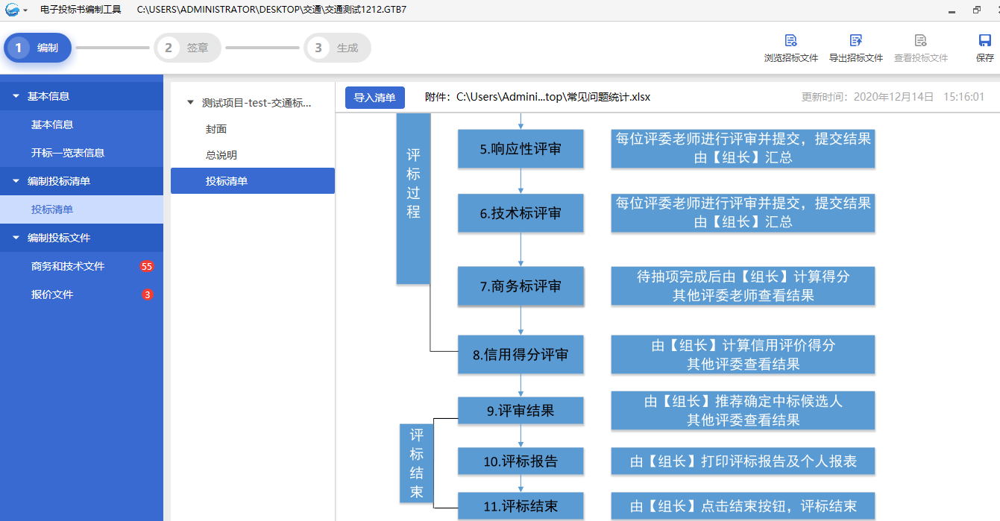 电子投标书编制工具 C:\USERS\ADMINISTRATOR\DESKTOP\交通\交通测试1212.GTB7
1 编制
2 签章
3 生成
浏览招标文件
导出招标文件
查看投标文件
保存
基本信息
基本信息
开标一览表信息
编制投标清单
投标清单
编制投标文件
商务和技术文件 55
报价文件 3
测试项目-test-交通标...
封面
总说明
投标清单
导入清单 附件：C:\Users\Admini...top\常见问题统计.xlsx 更新时间：2020年12月14日 15:16:01
评标过程
5.响应性评审
每位评委老师进行评审并提交，提交结果
由【组长】汇总
6.技术标评审
每位评委老师进行评审并提交，提交结果
由【组长】汇总
7.商务标评审
待抽项完成后由【组长】计算得分
其他评委老师查看结果
8.信用得分评审
由【组长】计算信用评价得分
其他评委查看结果
评标结束
9.评审结果
由【组长】推荐确定中标候选人
其他评委查看结果
10.评标报告
由【组长】打印评标报告及个人报表
11.评标结束
由【组长】点击结束按钮，评标结束